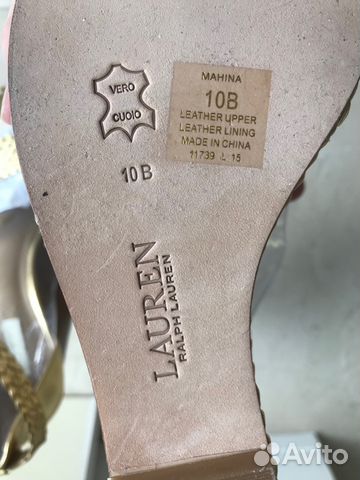 VERO
CUOIO
MAHINA
10B
LEATHER UPPER
LEATHER LINING
MADE IN CHINA
11739 L 15
10 B
LAUREN
RALPH LAUREN
Avito